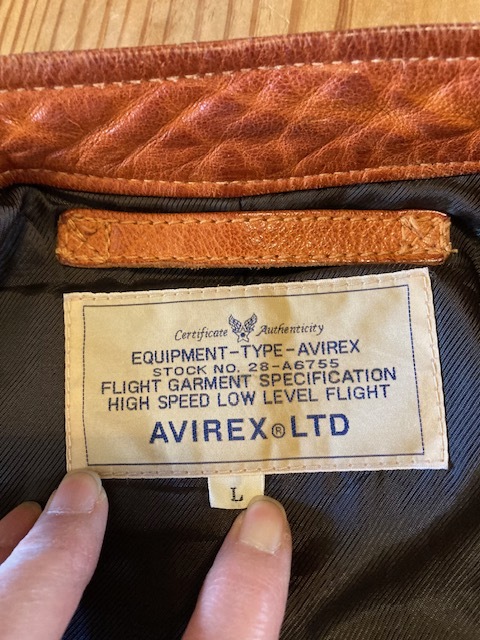 Certificate Authenticity
EQUIPMENT-TYPE-AVIREX
STOCK NO. 28-A6755
FLIGHT GARMENT SPECIFICATION
HIGH SPEED LOW LEVEL FLIGHT
AVIREX® LTD
L